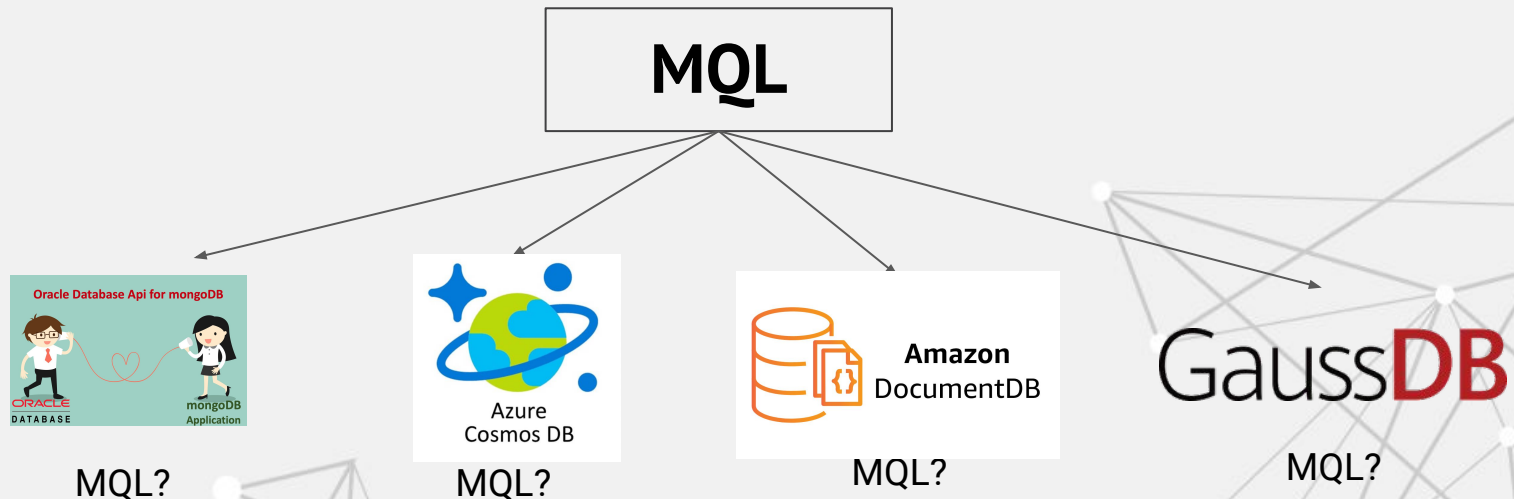 MQL
Oracle Database Api for mongoDB
ORACLE
DATABASE
mongoDB
Application
MQL?
Azure
Cosmos DB
MQL?
{}
Amazon
DocumentDB
MQL?
GaussDB
MQL?